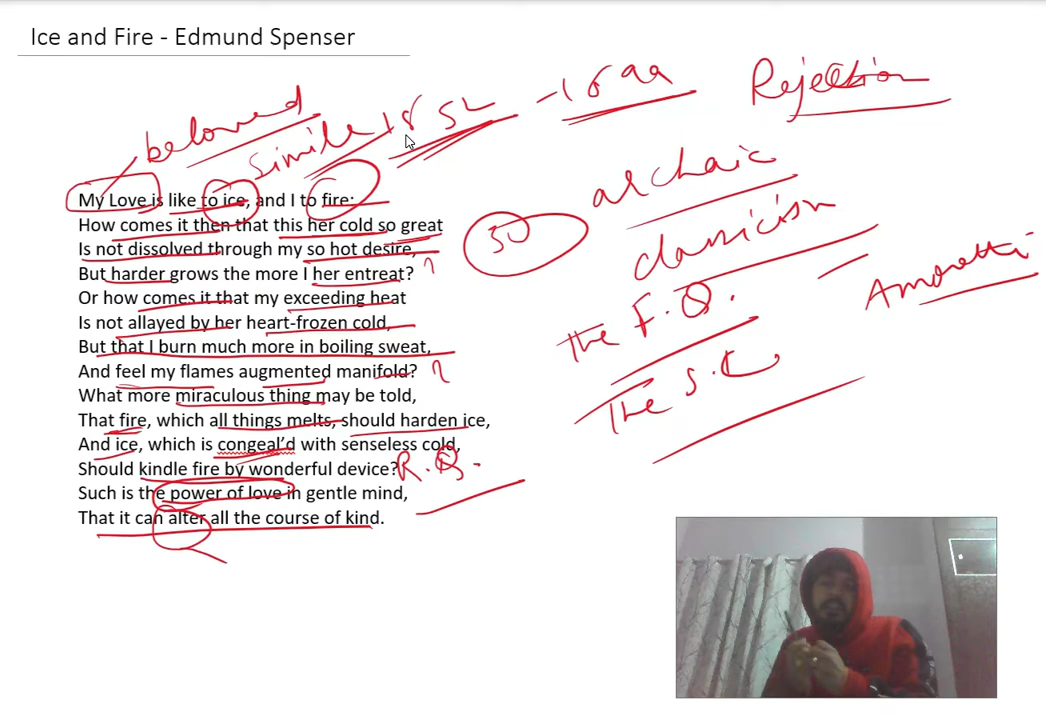 Ice and Fire - Edmund Spenser
Rejection
beloved
Simile 1552 - 1599
archaic
classicism
Amoretti
The F. Q.
The S. C
30
My Love is like to ice, and I to fire:
How comes it then that this her cold so great
Is not dissolved through my so hot desire,
But harder grows the more I her entreat?
Or how comes it that my exceeding heat
Is not allayed by her heart-frozen cold,
But that I burn much more in boiling sweat,
And feel my flames augmented manifold?
What more miraculous thing may be told,
That fire, which all things melts, should harden ice,
And ice, which is congeal'd with senseless cold,
Should kindle fire by wonderful device?
R. Q.
Such is the power of love in gentle mind,
That it can alter all the course of kind.